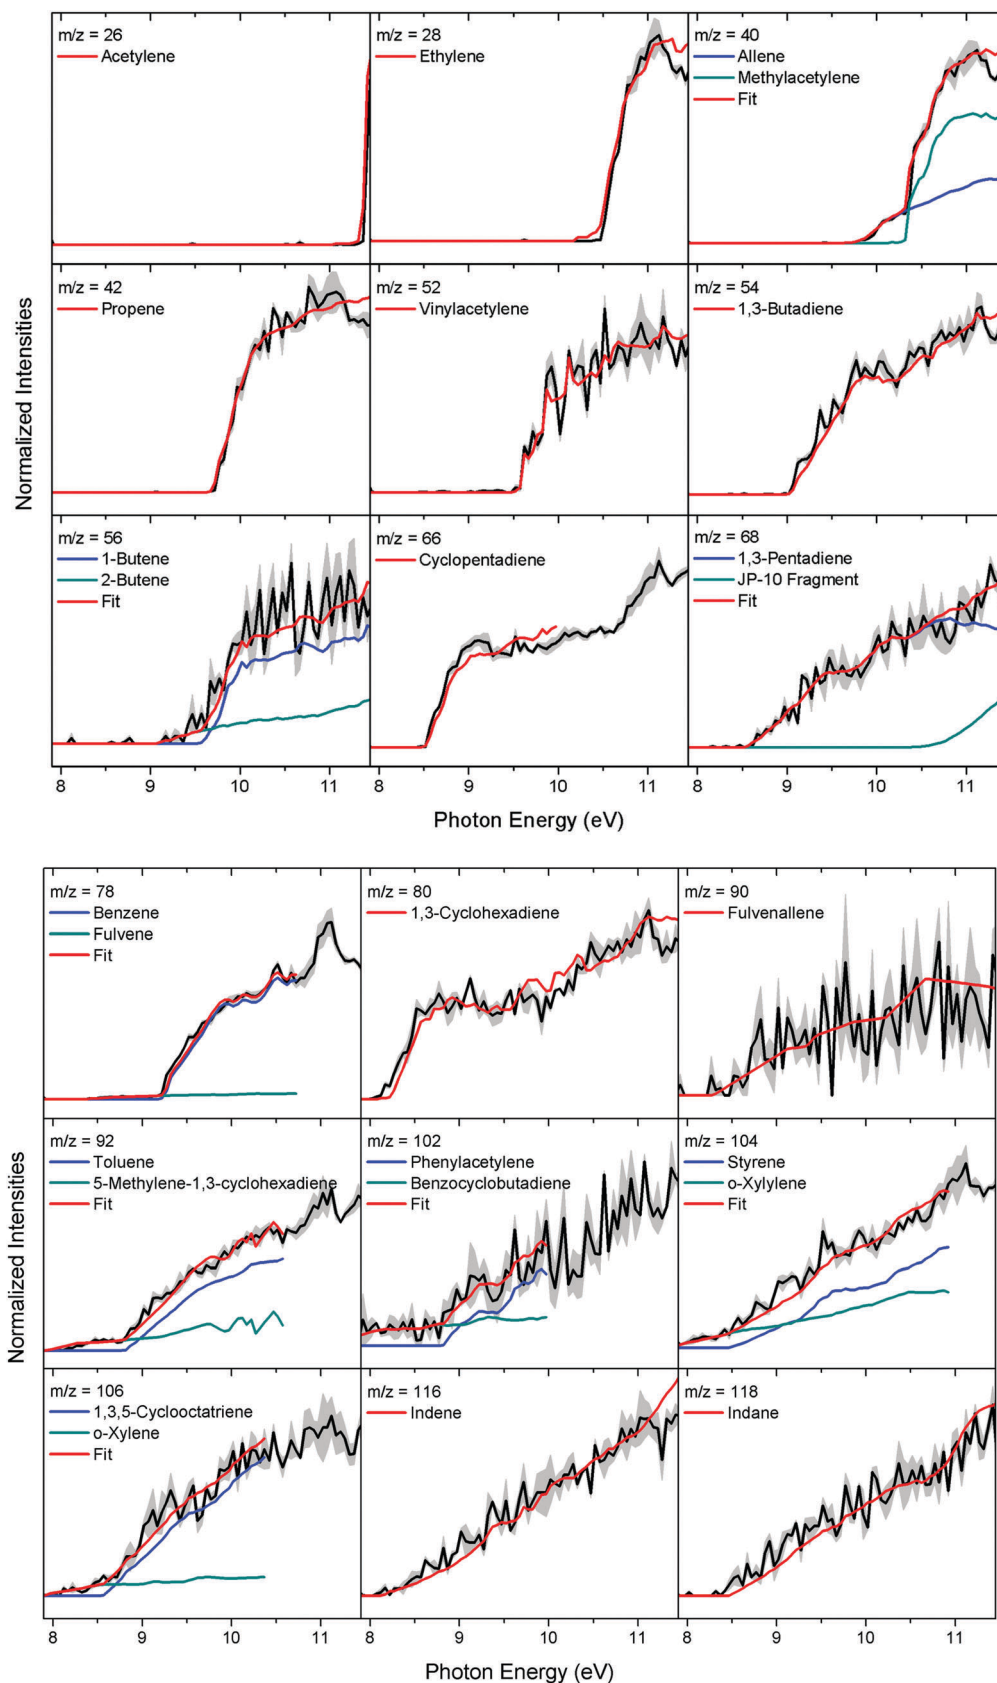 m/z = 26
Acetylene
m/z = 28
Ethylene
m/z = 40
Allene
Methylacetylene
Fit
m/z = 42
Propene
m/z = 52
Vinylacetylene
m/z = 54
1,3-Butadiene
m/z = 56
1-Butene
2-Butene
Fit
m/z = 66
Cyclopentadiene
m/z = 68
1,3-Pentadiene
JP-10 Fragment
Fit
Normalized Intensities
8 9 10 11 8 9 10 11 8 9 10 11
Photon Energy (eV)
m/z = 78
Benzene
Fulvene
Fit
m/z = 80
1,3-Cyclohexadiene
m/z = 90
Fulvenallene
m/z = 92
Toluene
5-Methylene-1,3-cyclohexadiene
Fit
m/z = 102
Phenylacetylene
Benzocyclobutadiene
Fit
m/z = 104
Styrene
o-Xylylene
Fit
m/z = 106
1,3,5-Cyclooctatriene
o-Xylene
Fit
m/z = 116
Indene
m/z = 118
Indane
Normalized Intensities
8 9 10 11 8 9 10 11 8 9 10 11
Photon Energy (eV)